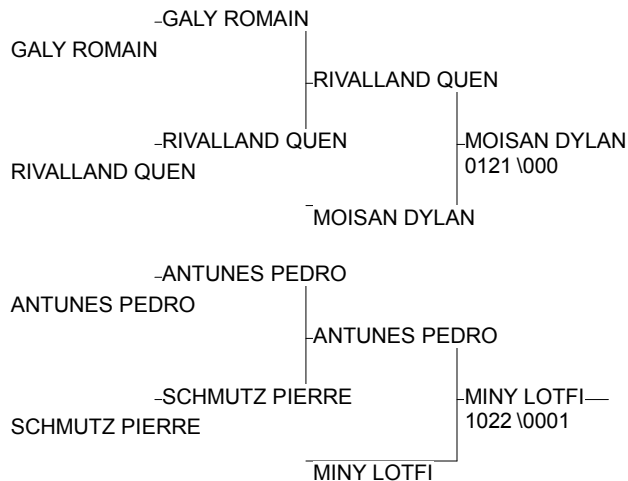 GALY ROMAIN
GALY ROMAIN
RIVALLAND QUEN
RIVALLAND QUEN
MOISAN DYLAN
0121 \000
RIVALLAND QUEN
MOISAN DYLAN
ANTUNES PEDRO
ANTUNES PEDRO
ANTUNES PEDRO
SCHMUTZ PIERRE
MINY LOTFI
1022 \0001
SCHMUTZ PIERRE
MINY LOTFI